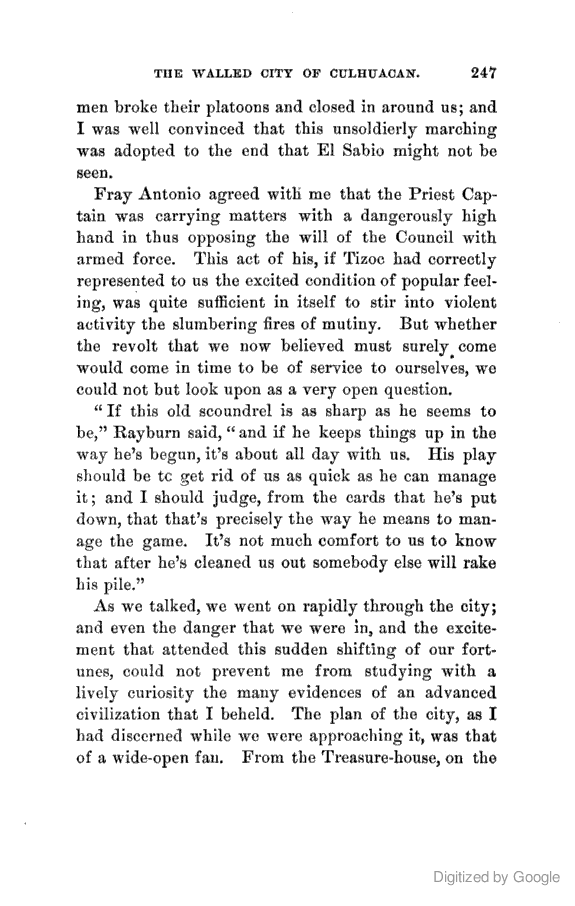 THE WALLED CITY OF CULHUACAN. 247
men broke their platoons and closed in around us; and
I was well convinced that this unsoldierly marching
was adopted to the end that El Sabio might not be
seen.
Fray Antonio agreed with me that the Priest Cap-
tain was carrying matters with a dangerously high
hand in thus opposing the will of the Council with
armed force. This act of his, if Tizoc had correctly
represented to us the excited condition of popular feel-
ing, was quite sufficient in itself to stir into violent
activity the slumbering fires of mutiny. But whether
the revolt that we now believed must surely come
would come in time to be of service to ourselves, we
could not but look upon as a very open question.
"If this old scoundrel is as sharp as he seems to
be," Rayburn said, "and if he keeps things up in the
way he's begun, it's about all day with us. His play
should be tc get rid of us as quick as he can manage
it; and I should judge, from the cards that he's put
down, that that's precisely the way he means to man-
age the game. It's not much comfort to us to know
that after he's cleaned us out somebody else will rake
his pile."
As we talked, we went on rapidly through the city;
and even the danger that we were in, and the excite-
ment that attended this sudden shifting of our fort-
unes, could not prevent me from studying with a
lively curiosity the many evidences of an advanced
civilization that I beheld. The plan of the city, as I
had discerned while we were approaching it, was that
of a wide-open fan. From the Treasure-house, on the
Digitized by Google